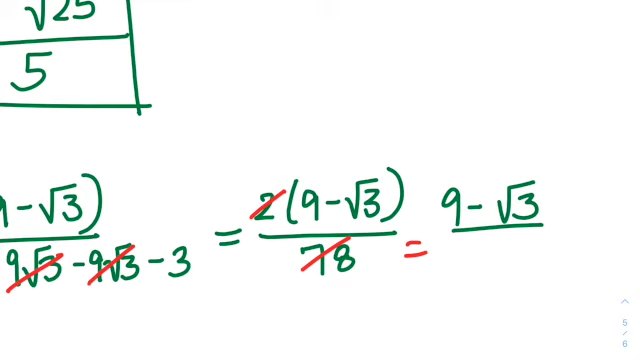 √25
5
9 - √3) = 2(9 - √3) = 9 - √3
9√3 - 9√3 - 3 78
5
/
6